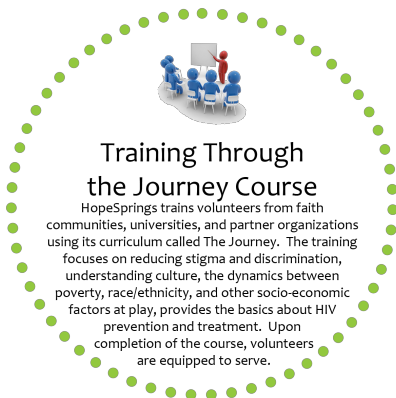 Training Through
the Journey Course
HopeSprings trains volunteers from faith
communities, universities, and partner organizations
using its curriculum called The Journey.  The training
focuses on reducing stigma and discrimination,
understanding culture, the dynamics between
poverty, race/ethnicity, and other socio-economic
factors at play, provides the basics about HIV
prevention and treatment.  Upon
completion of the course, volunteers
are equipped to serve.